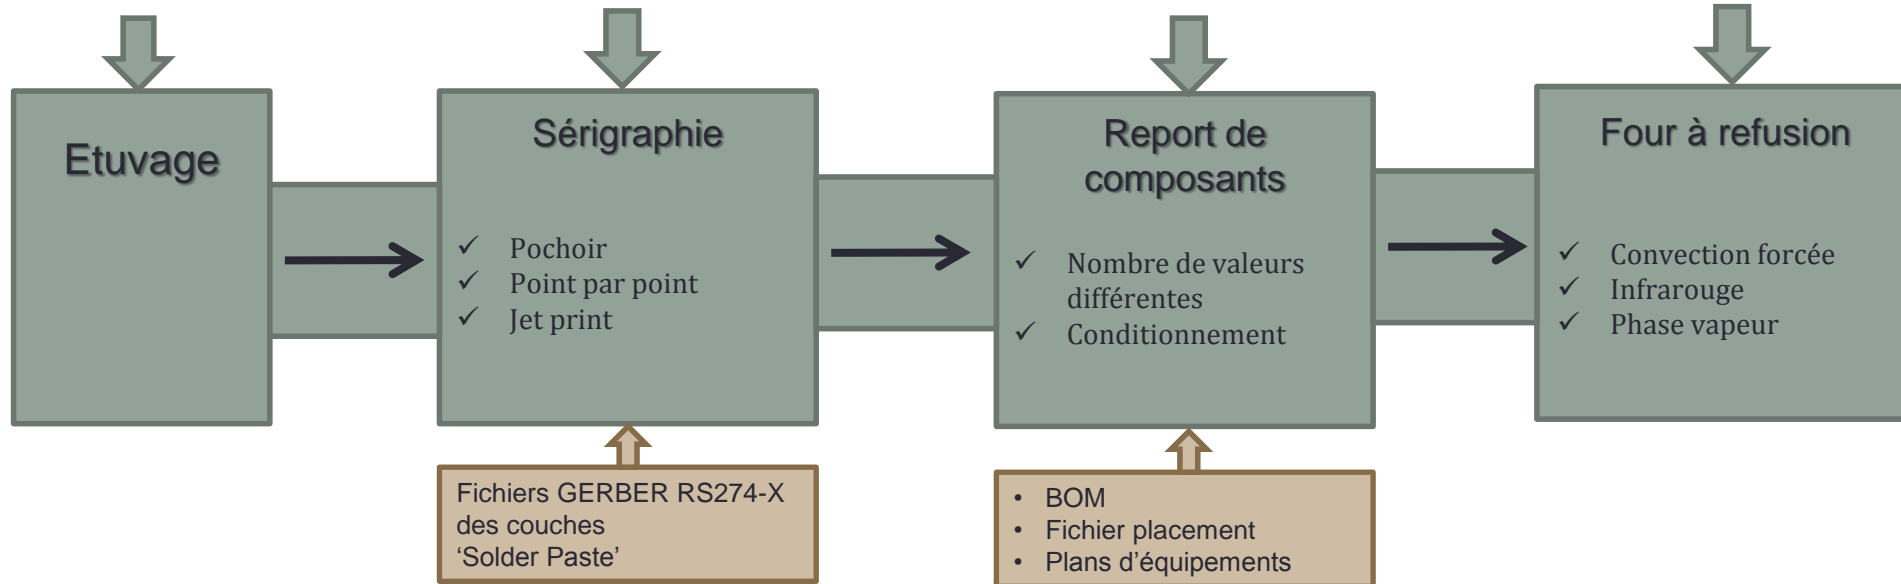 Etuvage
Sérigraphie
✓ Pochoir
✓ Point par point
✓ Jet print
Report de
composants
✓ Nombre de valeurs
différentes
✓ Conditionnement
Four à refusion
✓ Convection forcée
✓ Infrarouge
✓ Phase vapeur
Fichiers GERBER RS274-X
des couches
‘Solder Paste’
• BOM
• Fichier placement
• Plans d’équipements